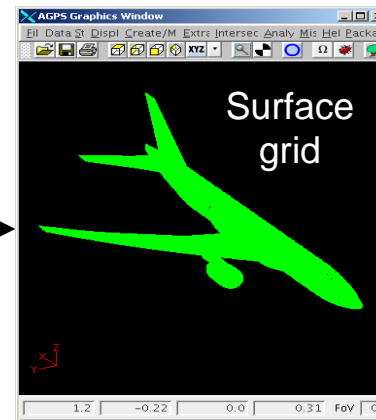 AGPS Graphics Window
Fil Data St Displ Create/M Extra Intersec Analy Mis Hel Packa
XYZ Ω
Surface
grid
Z
X
Y
1.2 -0.22 0.0 0.31 FoV